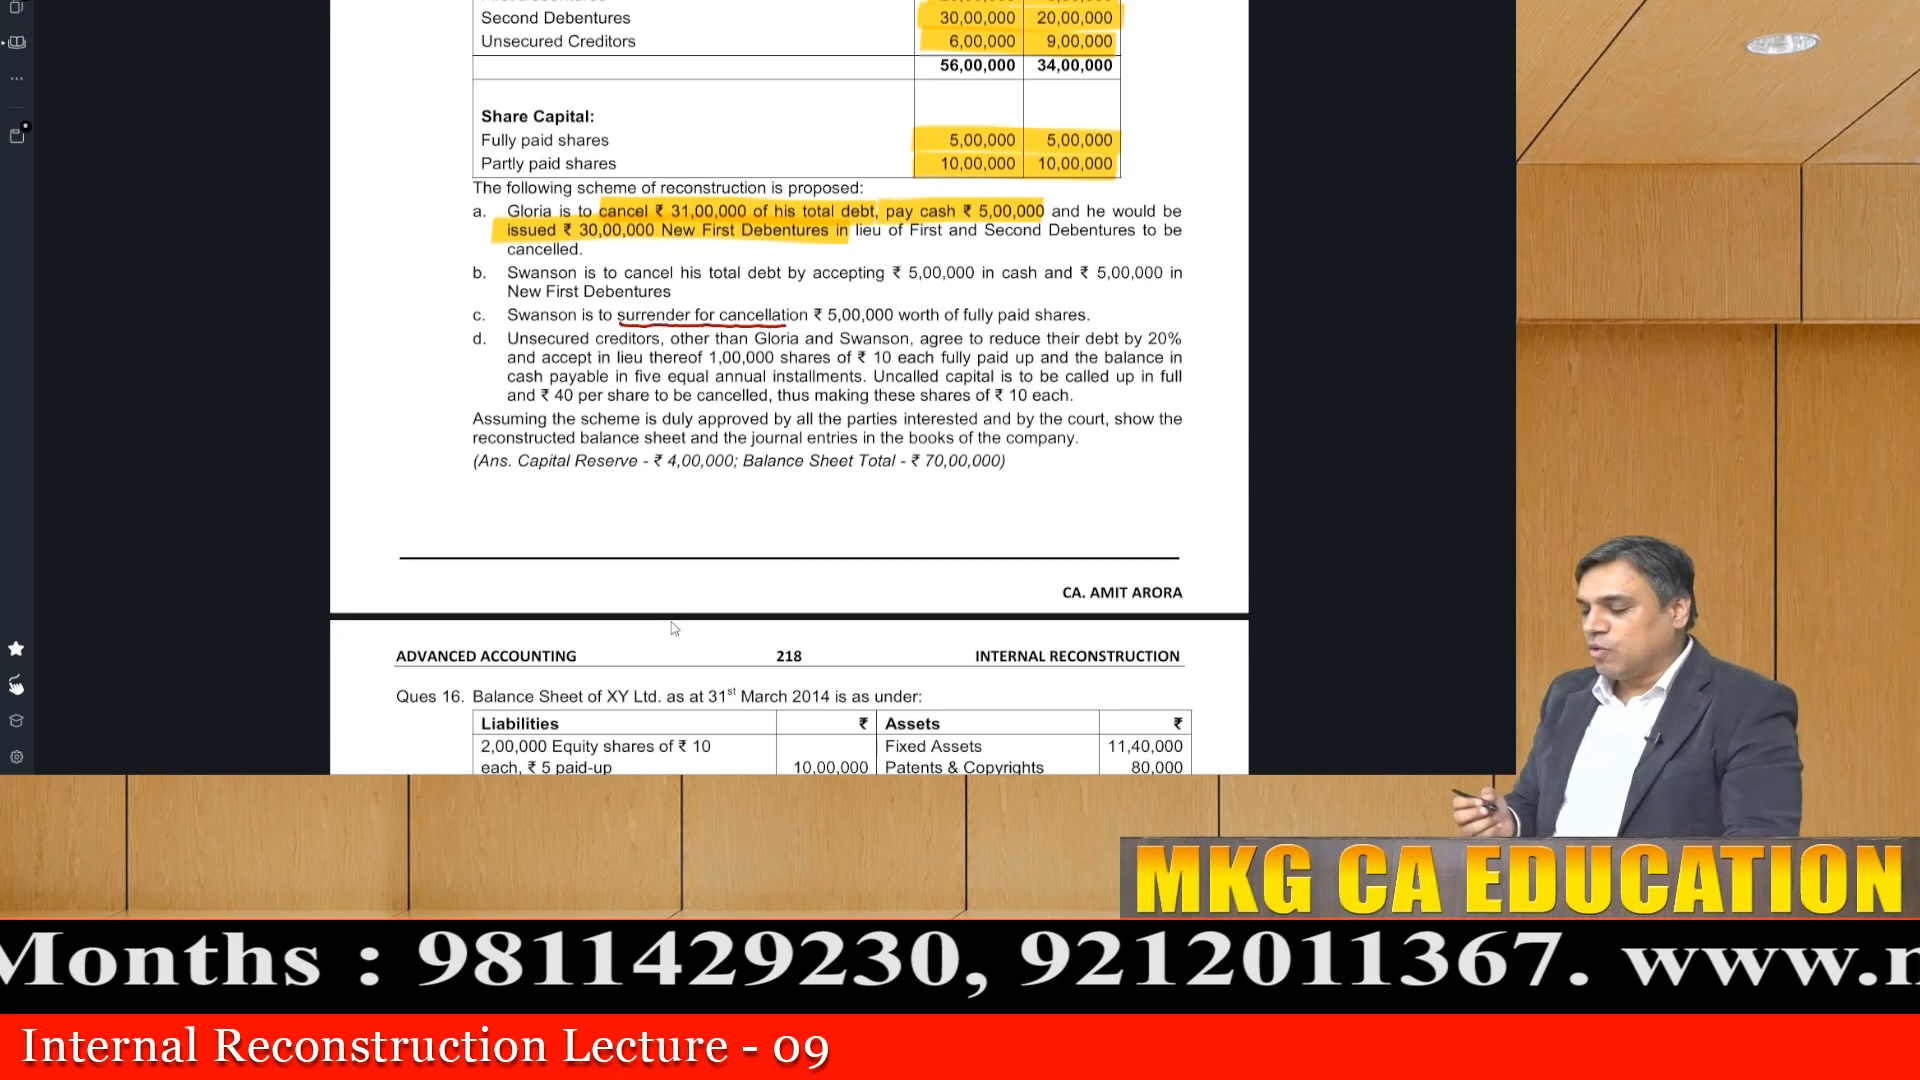 Second Debentures 30,00,000 20,00,000
Unsecured Creditors 6,00,000 9,00,000
56,00,000 34,00,000
Share Capital:
Fully paid shares 5,00,000 5,00,000
Partly paid shares 10,00,000 10,00,000
The following scheme of reconstruction is proposed:
a. Gloria is to cancel ₹ 31,00,000 of his total debt, pay cash ₹ 5,00,000 and he would be
issued ₹ 30,00,000 New First Debentures in lieu of First and Second Debentures to be
cancelled.
b. Swanson is to cancel his total debt by accepting ₹ 5,00,000 in cash and ₹ 5,00,000 in
New First Debentures
c. Swanson is to surrender for cancellation ₹ 5,00,000 worth of fully paid shares.
d. Unsecured creditors, other than Gloria and Swanson, agree to reduce their debt by 20%
and accept in lieu thereof 1,00,000 shares of ₹ 10 each fully paid up and the balance in
cash payable in five equal annual installments. Uncalled capital is to be called up in full
and ₹ 40 per share to be cancelled, thus making these shares of ₹ 10 each.
Assuming the scheme is duly approved by all the parties interested and by the court, show the
reconstructed balance sheet and the journal entries in the books of the company.
(Ans. Capital Reserve - ₹ 4,00,000; Balance Sheet Total - ₹ 70,00,000)
CA. AMIT ARORA
ADVANCED ACCOUNTING 218 INTERNAL RECONSTRUCTION
Ques 16. Balance Sheet of XY Ltd. as at 31st March 2014 is as under:
Liabilities ₹ Assets ₹
2,00,000 Equity shares of ₹ 10 Fixed Assets 11,40,000
each, ₹ 5 paid-up 10,00,000 Patents & Copyrights 80,000
MKG CA EDUCATION
Months : 9811429230, 9212011367. www.
Internal Reconstruction Lecture - 09